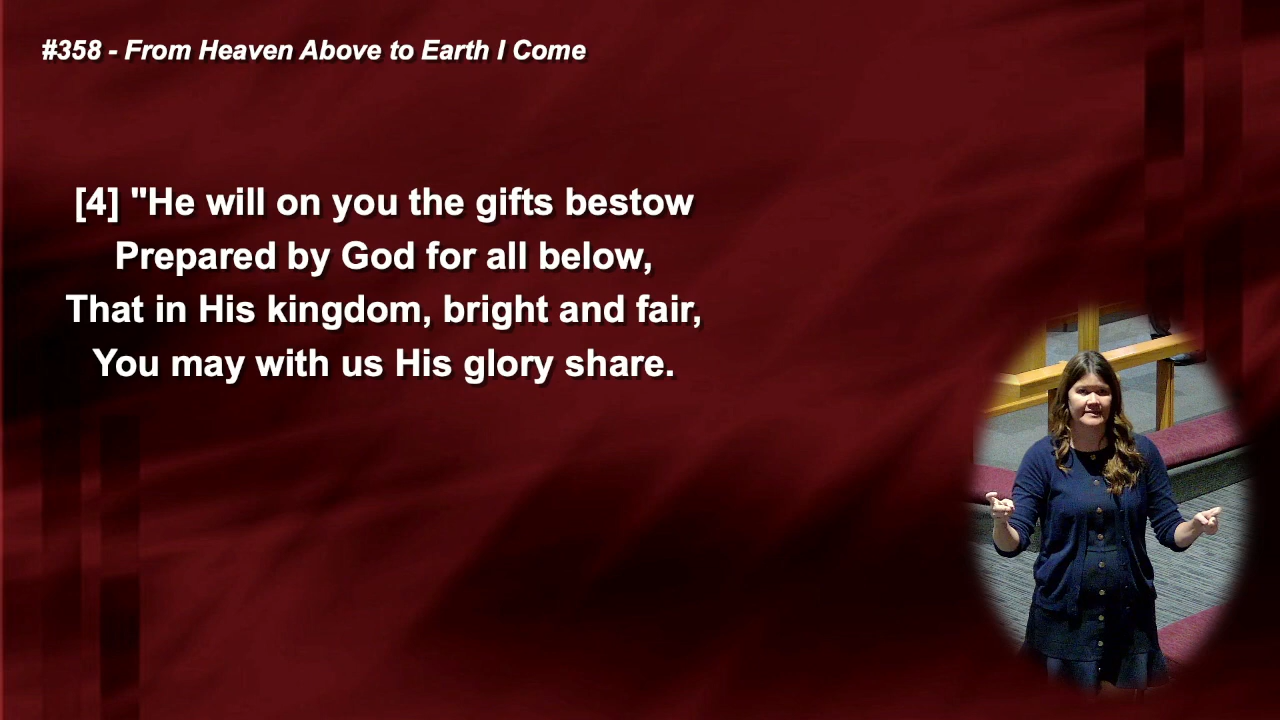 #358 - From Heaven Above to Earth I Come
[4] "He will on you the gifts bestow
Prepared by God for all below,
That in His kingdom, bright and fair,
You may with us His glory share.